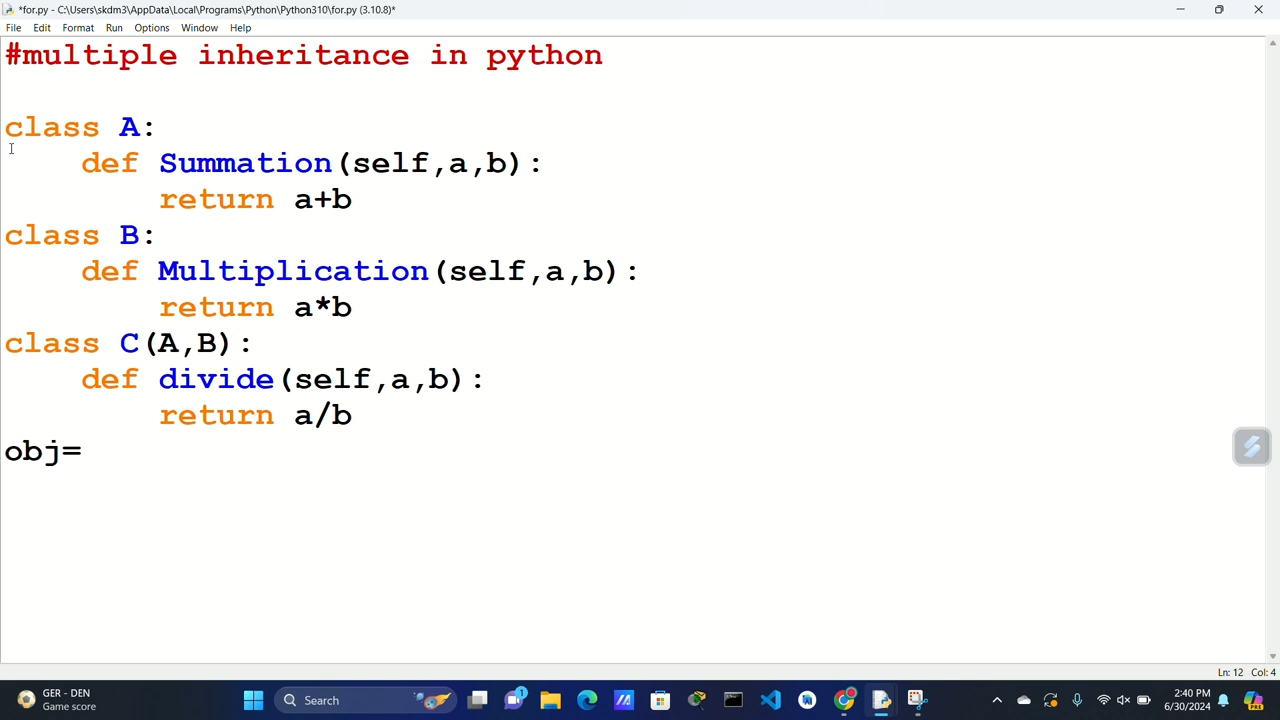 *for.py - C:\Users\skdm3\AppData\Local\Programs\Python\Python310\for.py (3.10.8)*
File Edit Format Run Options Window Help
#multiple inheritance in python
class A:
    def Summation(self,a,b):
        return a+b
class B:
    def Multiplication(self,a,b):
        return a*b
class C(A,B):
    def divide(self,a,b):
        return a/b
obj=
Ln: 12 Col: 4
GER - DEN
Game score
Search
1
2:40 PM
6/30/2024
PRE